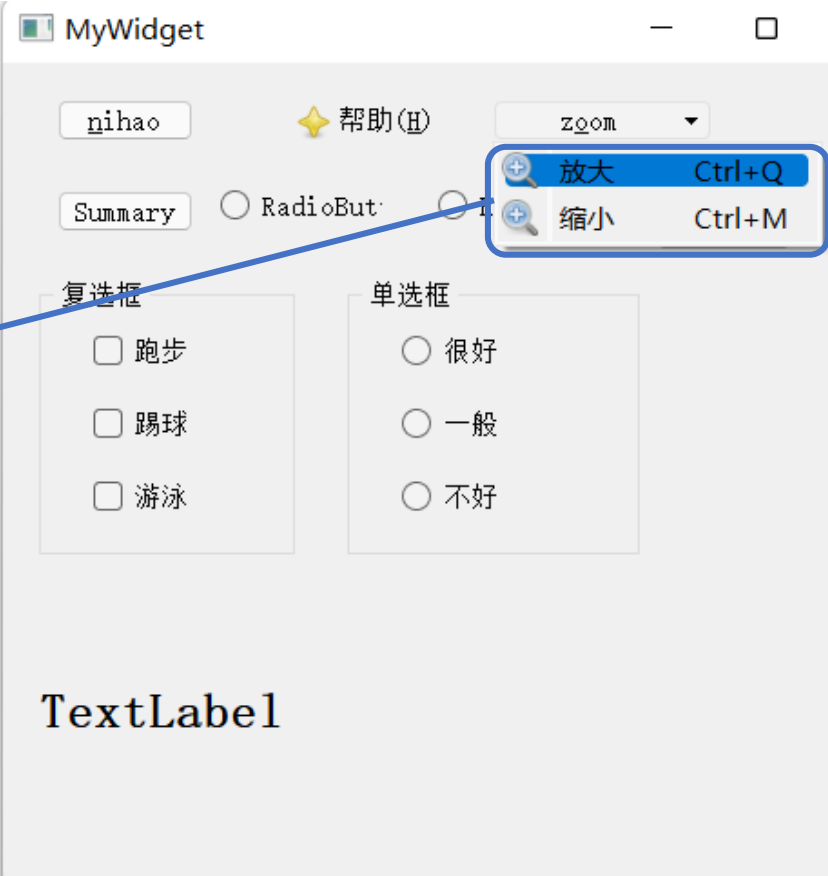 MyWidget
nihao 帮助(H) zoom
放大 Ctrl+Q
Summary RadioBut
缩小 Ctrl+M
复选框 单选框
跑步 很好
踢球 一般
游泳 不好
TextLabel